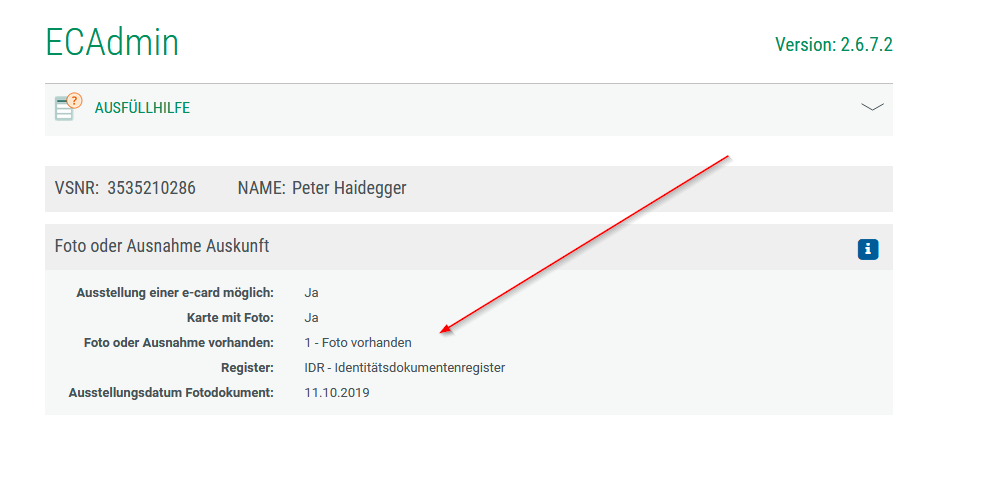 ECAdmin
Version: 2.6.7.2
?
AUSFÜLLHILFE
VSNR: 3535210286 NAME: Peter Haidegger
Foto oder Ausnahme Auskunft
i
Ausstellung einer e-card möglich: Ja
Karte mit Foto: Ja
Foto oder Ausnahme vorhanden: 1 - Foto vorhanden
Register: IDR - Identitätsdokumentenregister
Ausstellungsdatum Fotodokument: 11.10.2019